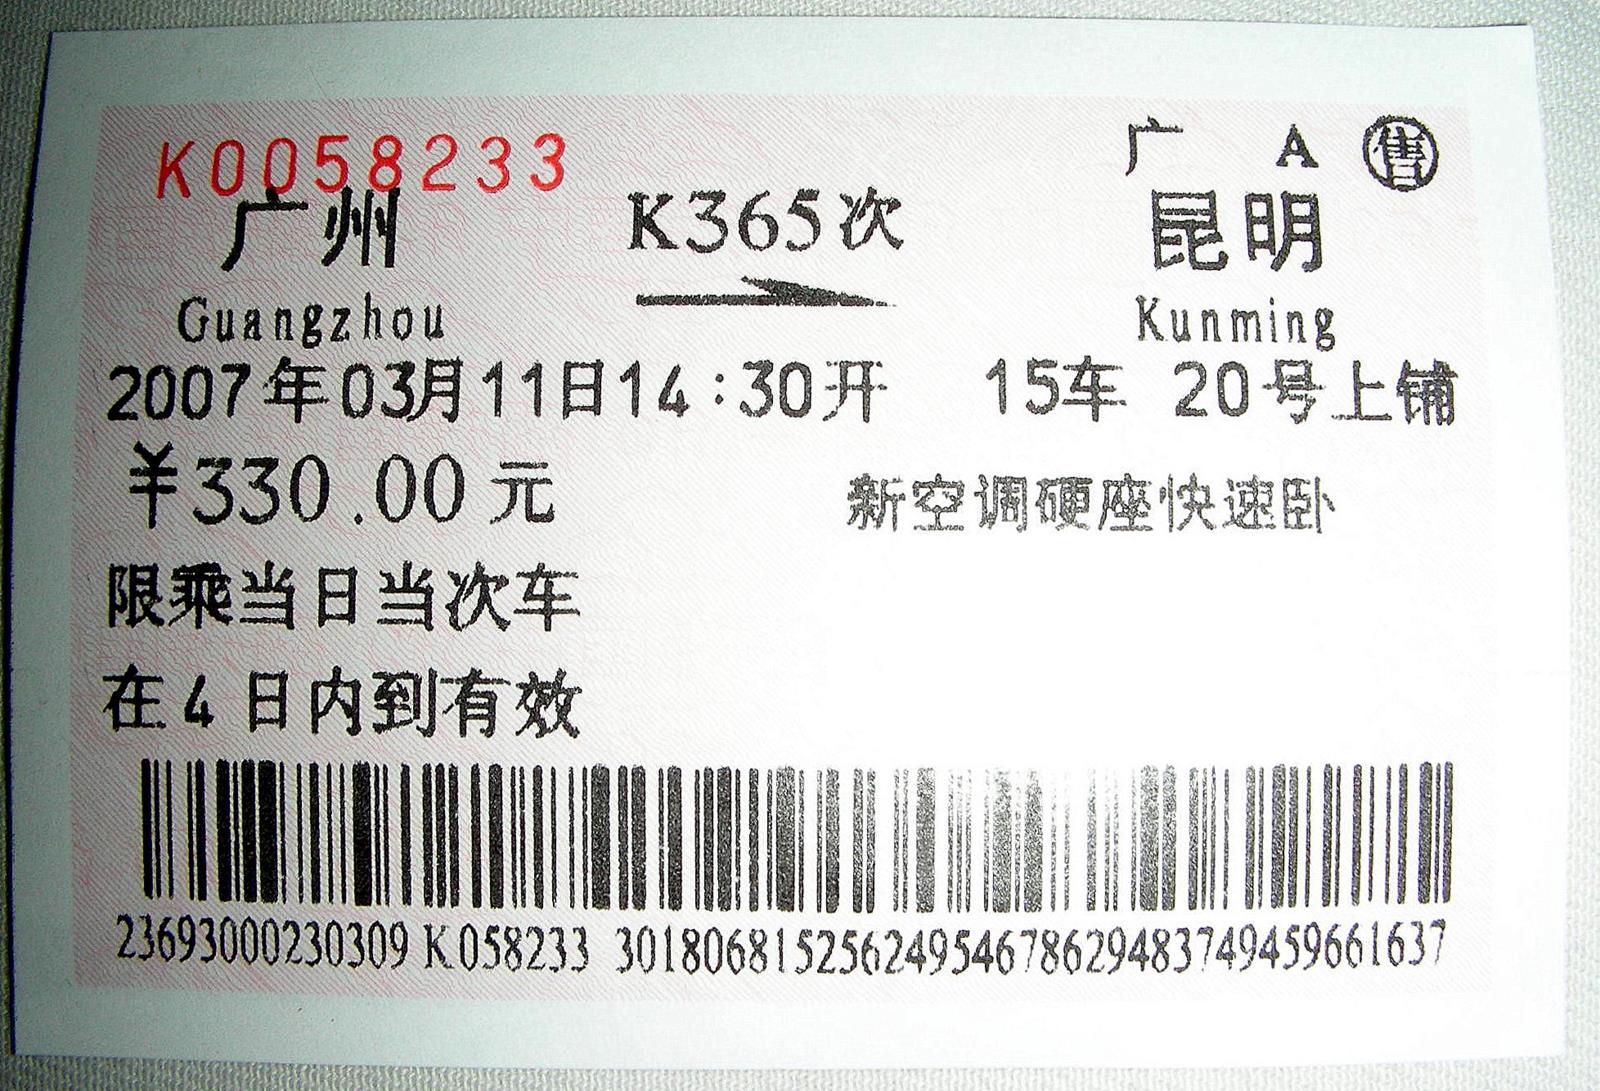 K0058233
广 A 售
广州 K365次 昆明
Guangzhou Kunming
2007年03月11日14:30开 15车 20号上铺
¥330.00元 新空调硬座快速卧
限乘当日当次车
在4日内到有效
23693000230309 K058233 301806815256249546786294837494596​61637